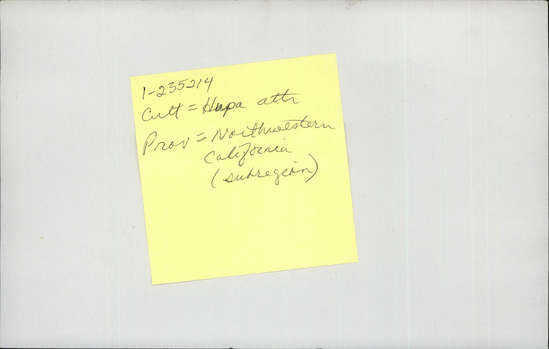 1-235214
Cult = Hupa attr
Prov = Northwestern
California
(subregion)